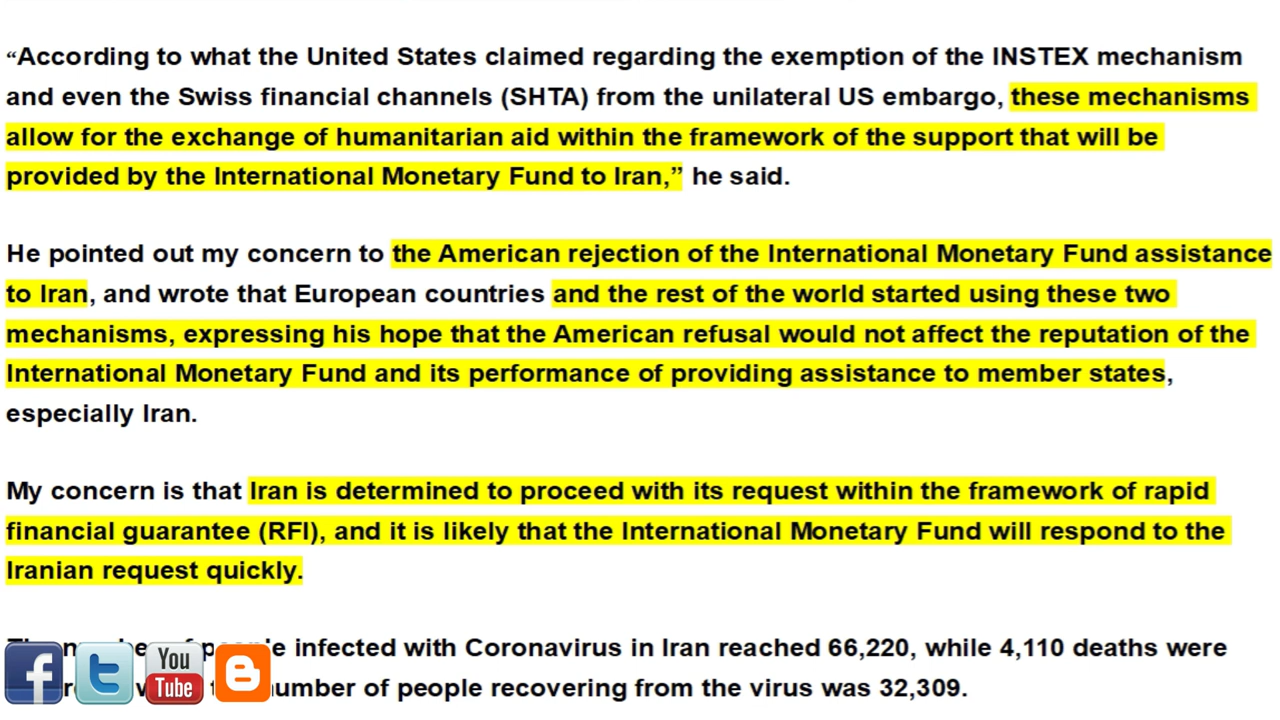 “According to what the United States claimed regarding the exemption of the INSTEX mechanism
and even the Swiss financial channels (SHTA) from the unilateral US embargo, these mechanisms
allow for the exchange of humanitarian aid within the framework of the support that will be
provided by the International Monetary Fund to Iran,” he said.
He pointed out my concern to the American rejection of the International Monetary Fund assistance
to Iran, and wrote that European countries and the rest of the world started using these two
mechanisms, expressing his hope that the American refusal would not affect the reputation of the
International Monetary Fund and its performance of providing assistance to member states,
especially Iran.
My concern is that Iran is determined to proceed with its request within the framework of rapid
financial guarantee (RFI), and it is likely that the International Monetary Fund will respond to the
Iranian request quickly.
infected with Coronavirus in Iran reached 66,220, while 4,110 deaths were
number of people recovering from the virus was 32,309.
You
Tube